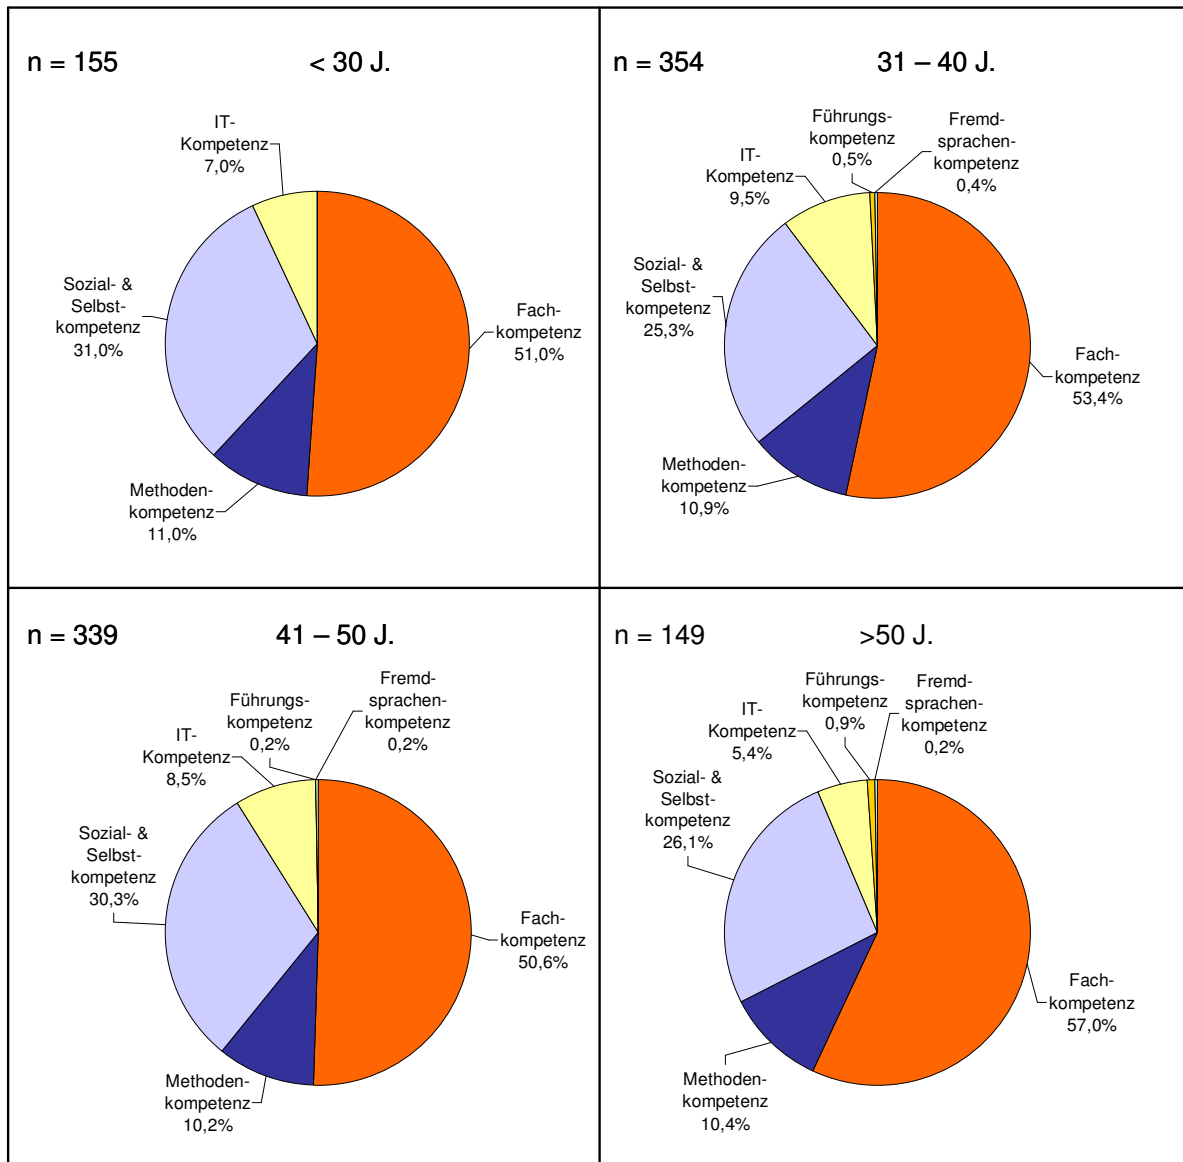 n = 155
< 30 J.
IT-
Kompetenz
7,0%
Sozial- &
Selbst-
kompetenz
31,0%
Fach-
kompetenz
51,0%
Methoden-
kompetenz
11,0%
n = 354
31 – 40 J.
Führungs-
kompetenz
0,5%
Fremd-
sprachen-
kompetenz
0,4%
IT-
Kompetenz
9,5%
Sozial- &
Selbst-
kompetenz
25,3%
Fach-
kompetenz
53,4%
Methoden-
kompetenz
10,9%
n = 339
41 – 50 J.
Führungs-
kompetenz
0,2%
Fremd-
sprachen-
kompetenz
0,2%
IT-
Kompetenz
8,5%
Sozial- &
Selbst-
kompetenz
30,3%
Fach-
kompetenz
50,6%
Methoden-
kompetenz
10,2%
n = 149
>50 J.
Führungs-
kompetenz
0,9%
Fremd-
sprachen-
kompetenz
0,2%
IT-
Kompetenz
5,4%
Sozial- &
Selbst-
kompetenz
26,1%
Fach-
kompetenz
57,0%
Methoden-
kompetenz
10,4%